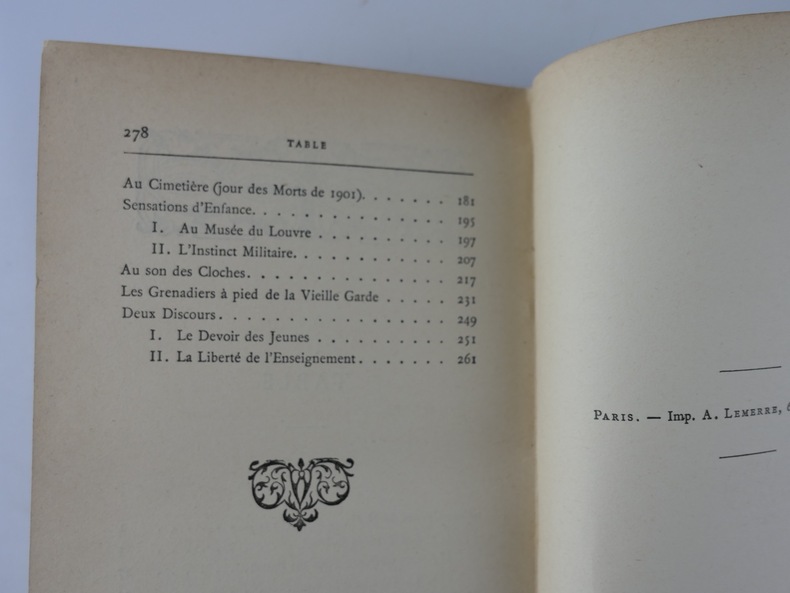 278
TABLE
Au Cimetière (jour des Morts de 1901). . . . . . . 181
Sensations d'Enfance. . . . . . . . . . . . 195
I. Au Musée du Louvre . . . . . . . . . 197
II. L'Instinct Militaire. . . . . . . . . . 207
Au son des Cloches. . . . . . . . . . . . . 217
Les Grenadiers à pied de la Vieille Garde . . . . . 231
Deux Discours. . . . . . . . . . . . . . 249
I. Le Devoir des Jeunes . . . . . . . . . 251
II. La Liberté de l'Enseignement. . . . . . . 261
PARIS. — Imp. A. LEMERRE,